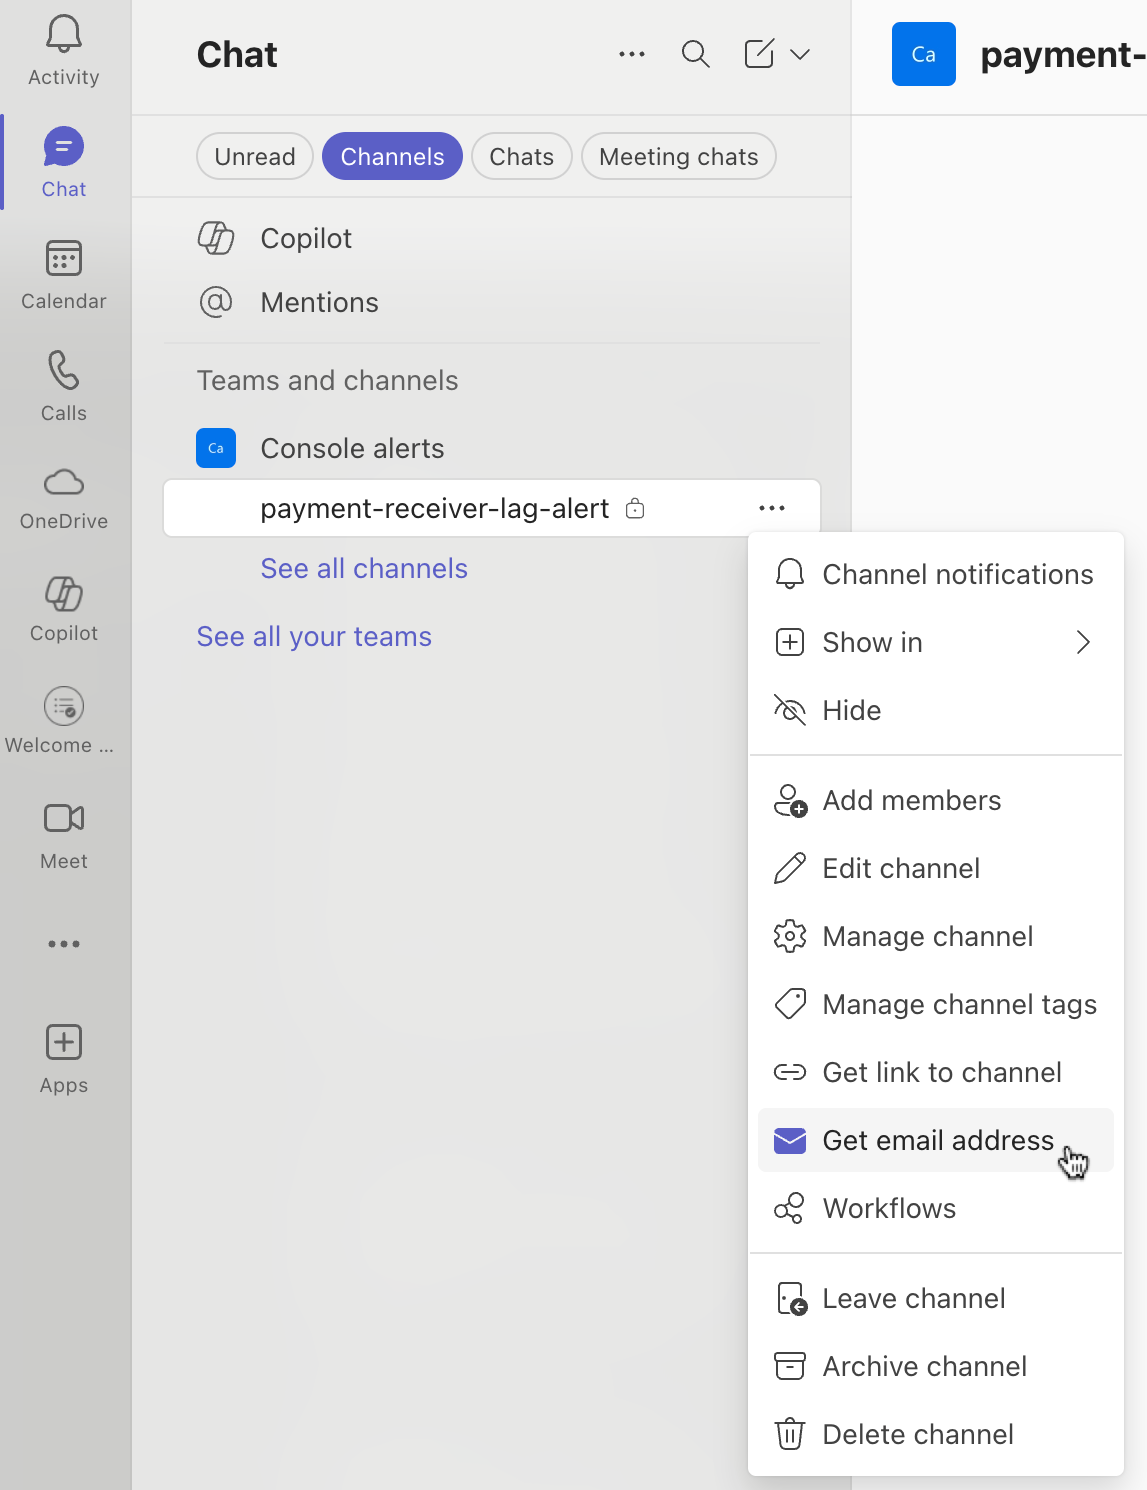 Activity
Chat
Calendar
Calls
OneDrive
Copilot
Welcome ...
Meet
Apps
Chat
Unread
Channels
Chats
Meeting chats
Copilot
Mentions
Teams and channels
Ca
Console alerts
payment-receiver-lag-alert
See all channels
See all your teams
Ca
payment-
Channel notifications
Show in
Hide
Add members
Edit channel
Manage channel
Manage channel tags
Get link to channel
Get email address
Workflows
Leave channel
Archive channel
Delete channel